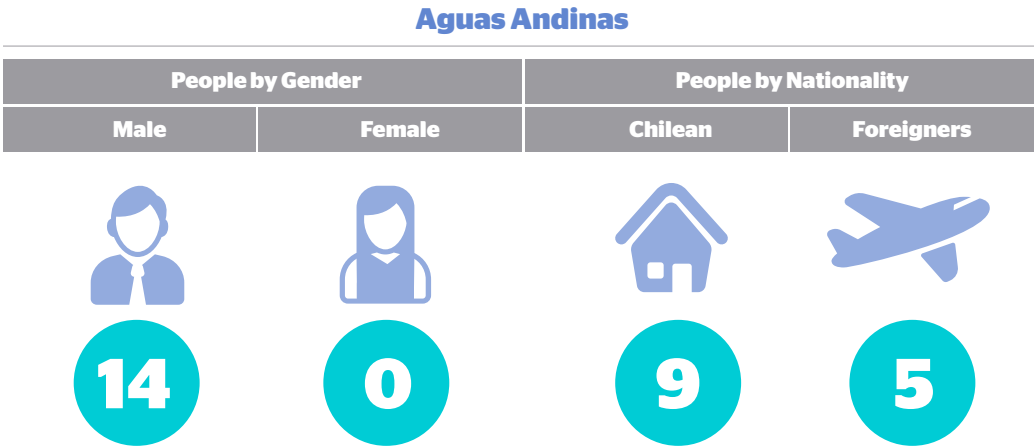 Aguas Andinas
People by Gender People by Nationality
Male Female Chilean Foreigners
14 0 9 5